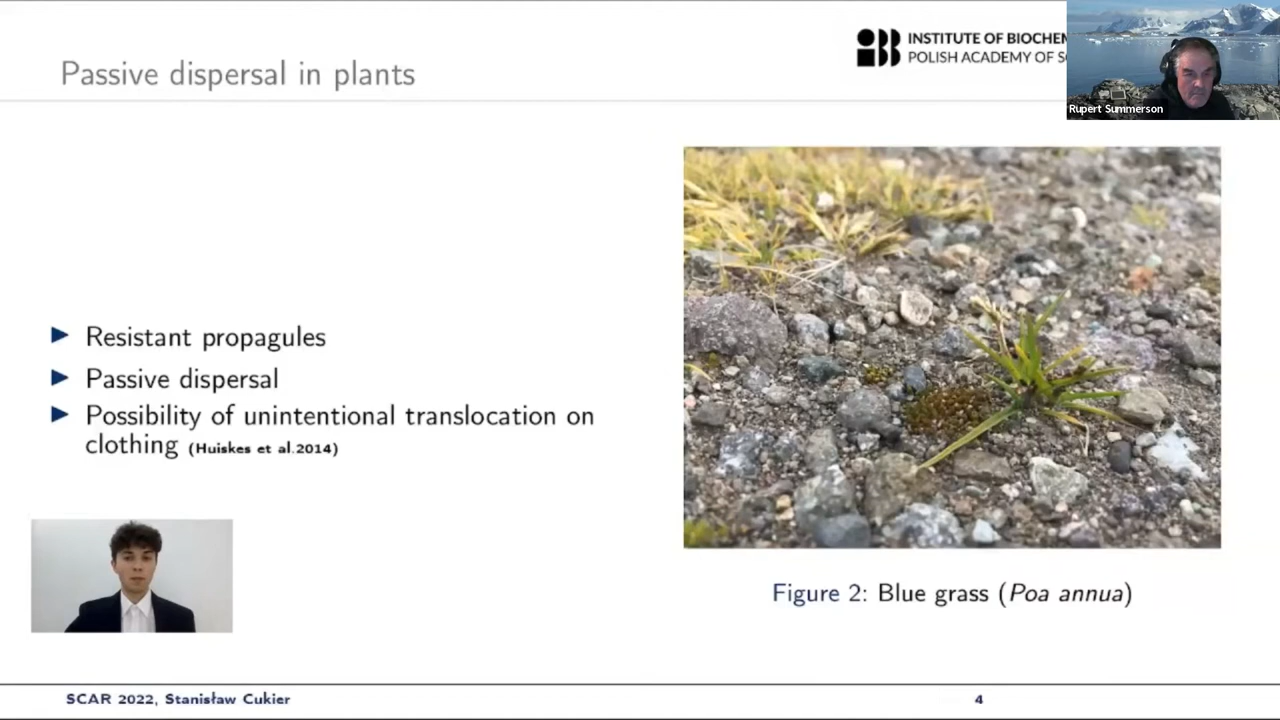 Passive dispersal in plants
INSTITUTE OF BIOCHEM
POLISH ACADEMY OF
Rupert Summerson
Resistant propagules
Passive dispersal
Possibility of unintentional translocation on
clothing (Huiskes et al.2014)
Figure 2: Blue grass (Poa annua)
SCAR 2022, Stanisław Cukier
4